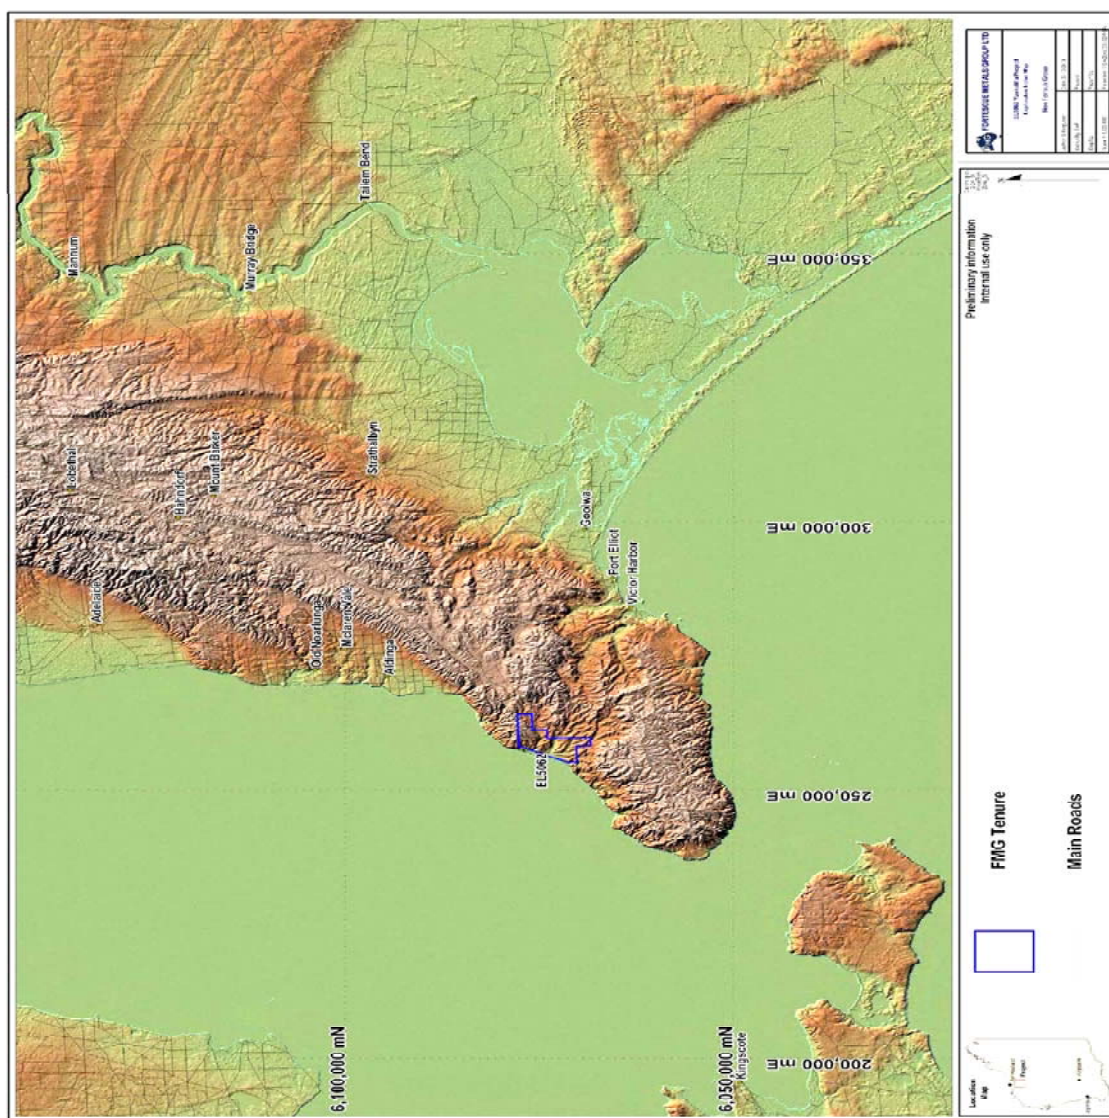 Mannum
Tailem Bend
Murray Bridge
Lobethal
Hahndorf
Mount Barker
Strathalbyn
Adelaide
Old Noarlunga
Mclaren Vale
Aldinga
Goolwa
Port Elliot
Victor Harbor
EL5062
Kingscote
6,100,000 mN
6,050,000 mN
200,000 mE
250,000 mE
300,000 mE
350,000 mE
Location
Map
FMG Tenure
Main Roads
Preliminary information
Internal use only
FORTESCUE METALS GROUP LTD